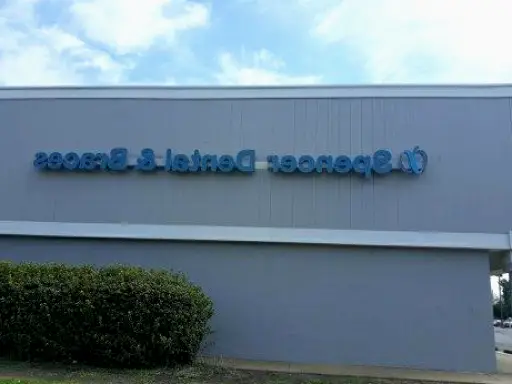 Spencer Dental & Braces